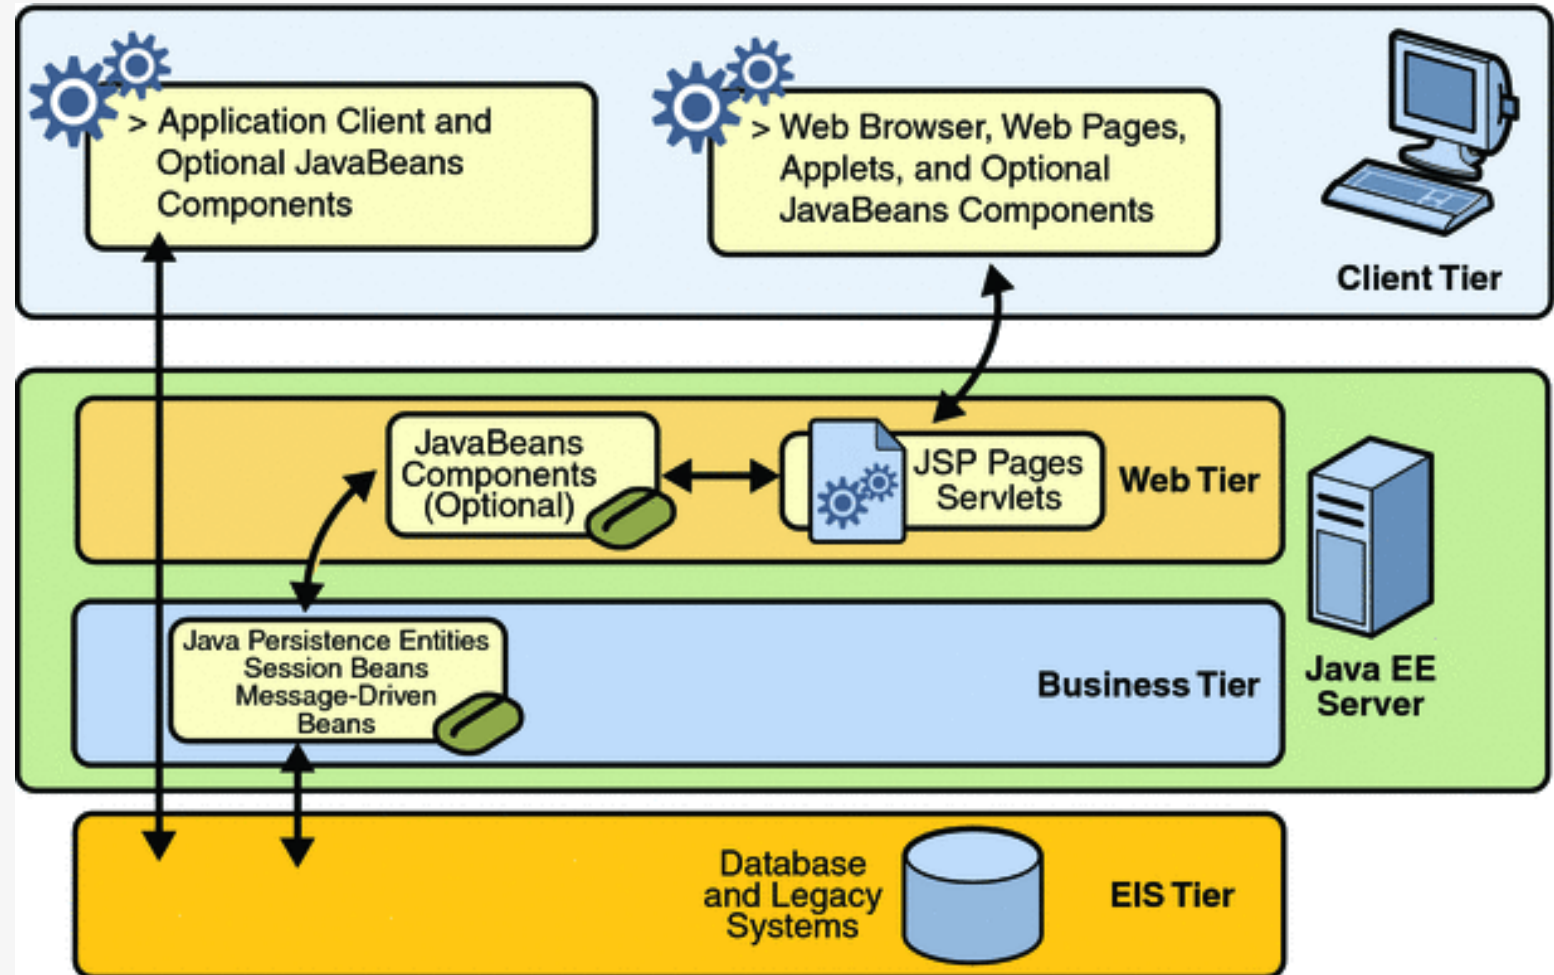 > Application Client and
Optional JavaBeans
Components
> Web Browser, Web Pages,
Applets, and Optional
JavaBeans Components
Client Tier
JavaBeans
Components
(Optional)
JSP Pages
Servlets
Web Tier
Java Persistence Entities
Session Beans
Message-Driven
Beans
Business Tier
Java EE
Server
Database
and Legacy
Systems
EIS Tier